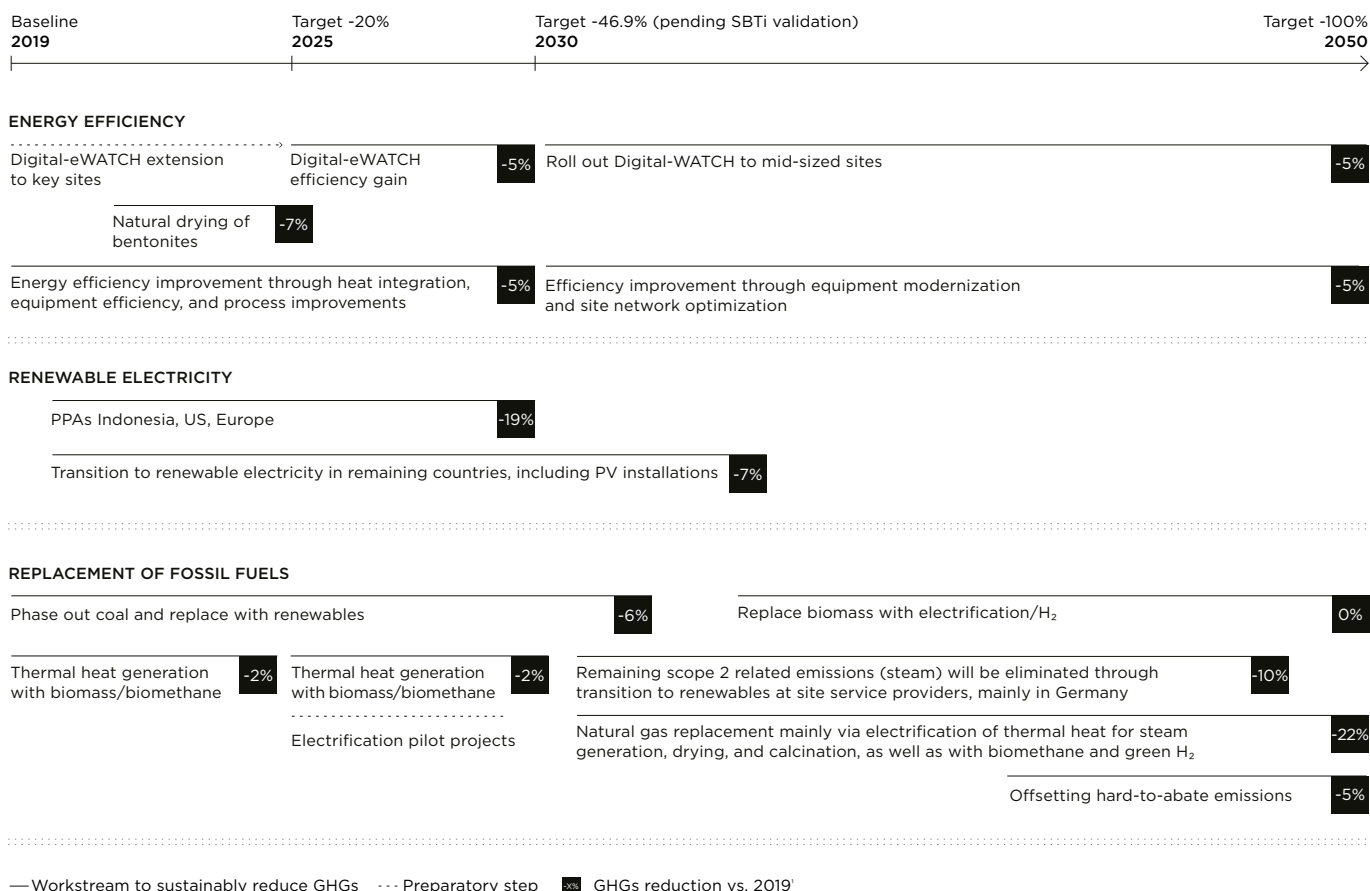 Baseline
2019
Target -20%
2025
Target -46.9% (pending SBTi validation)
2030
Target -100%
2050
ENERGY EFFICIENCY
Digital-eWATCH extension
to key sites
Digital-eWATCH
efficiency gain
-5%
Roll out Digital-WATCH to mid-sized sites
-5%
Natural drying of
bentonites
-7%
Energy efficiency improvement through heat integration,
equipment efficiency, and process improvements
-5%
Efficiency improvement through equipment modernization
and site network optimization
-5%
RENEWABLE ELECTRICITY
PPAs Indonesia, US, Europe
-19%
Transition to renewable electricity in remaining countries, including PV installations
-7%
REPLACEMENT OF FOSSIL FUELS
Phase out coal and replace with renewables
-6%
Replace biomass with electrification/H₂
0%
Thermal heat generation
with biomass/biomethane
-2%
Thermal heat generation
with biomass/biomethane
-2%
Remaining scope 2 related emissions (steam) will be eliminated through
transition to renewables at site service providers, mainly in Germany
-10%
Electrification pilot projects
Natural gas replacement mainly via electrification of thermal heat for steam
generation, drying, and calcination, as well as with biomethane and green H₂
-22%
Offsetting hard-to-abate emissions
-5%
Workstream to sustainably reduce GHGs
Preparatory step
-X%
GHGs reduction vs. 2019¹